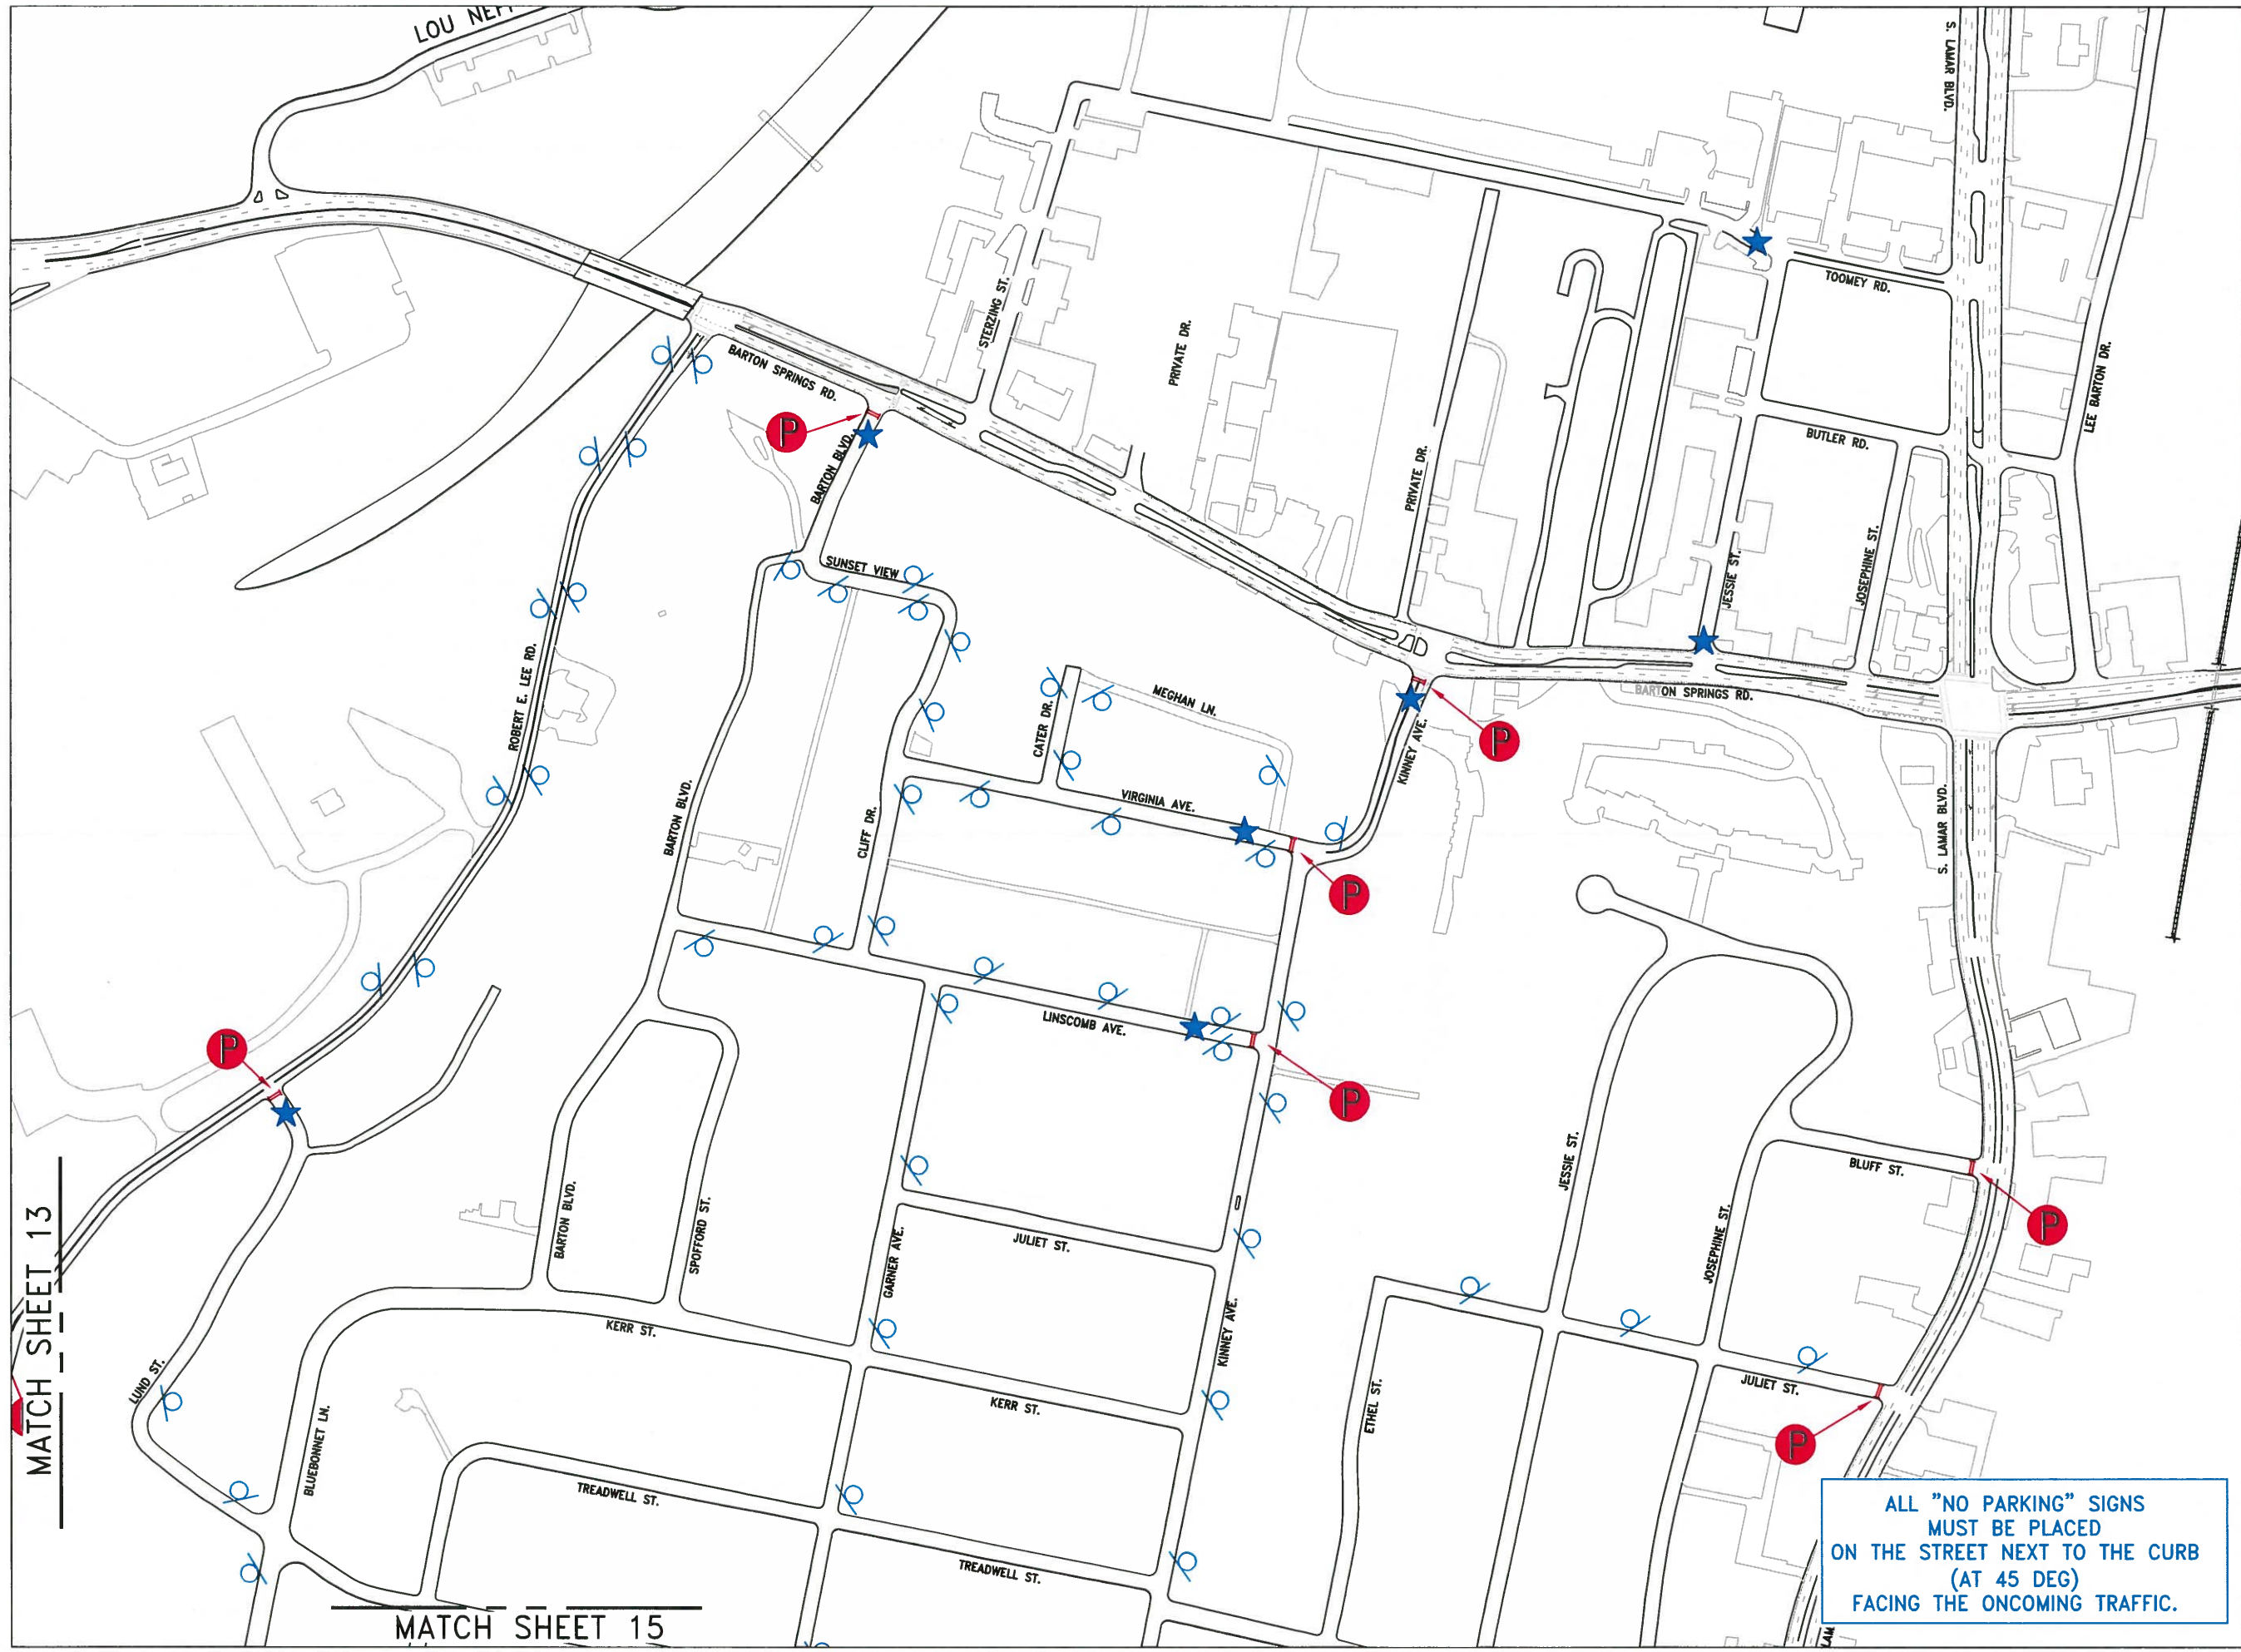 LOU NEFF
S. LAMAR BLVD.
TOOMEY RD.
STERZING ST.
PRIVATE DR.
LEE BARTON DR.
BARTON SPRINGS RD.
P
BARTON BLVD.
BUTLER RD.
PRIVATE DR.
JESSIE ST.
JOSEPHINE ST.
SUNSET VIEW
ROBERT E. LEE RD.
MEGHAN LN.
CATER DR.
BARTON SPRINGS RD.
KINNEY AVE.
P
VIRGINIA AVE.
BARTON BLVD.
CLIFF DR.
S. LAMAR BLVD.
P
LINSCOMB AVE.
P
P
JESSIE ST.
BLUFF ST.
P
BARTON BLVD.
SPOFFORD ST.
GARNER AVE.
JULIET ST.
JOSEPHINE ST.
MATCH SHEET 13
KERR ST.
KINNEY AVE.
LUND ST.
JULIET ST.
ETHEL ST.
KERR ST.
P
BLUEBONNET LN.
TREADWELL ST.
TREADWELL ST.
ALL "NO PARKING" SIGNS
MUST BE PLACED
ON THE STREET NEXT TO THE CURB
(AT 45 DEG)
FACING THE ONCOMING TRAFFIC.
MATCH SHEET 15